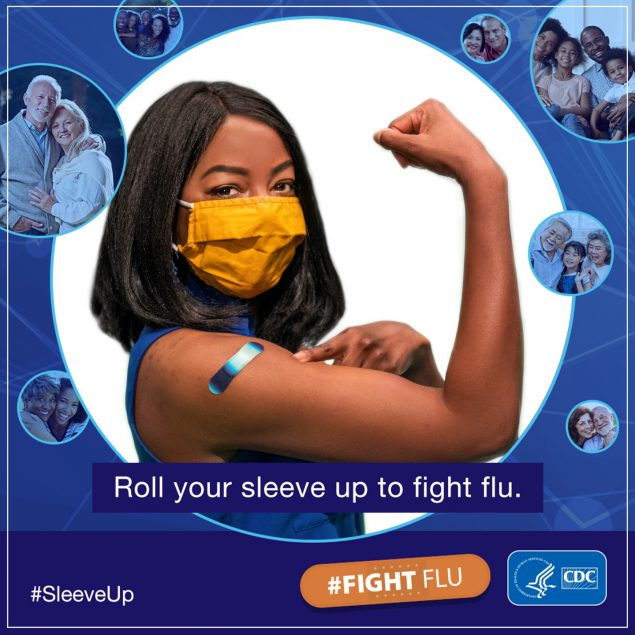 Roll your sleeve up to fight flu.
#SleeveUp
#FIGHT FLU
CDC